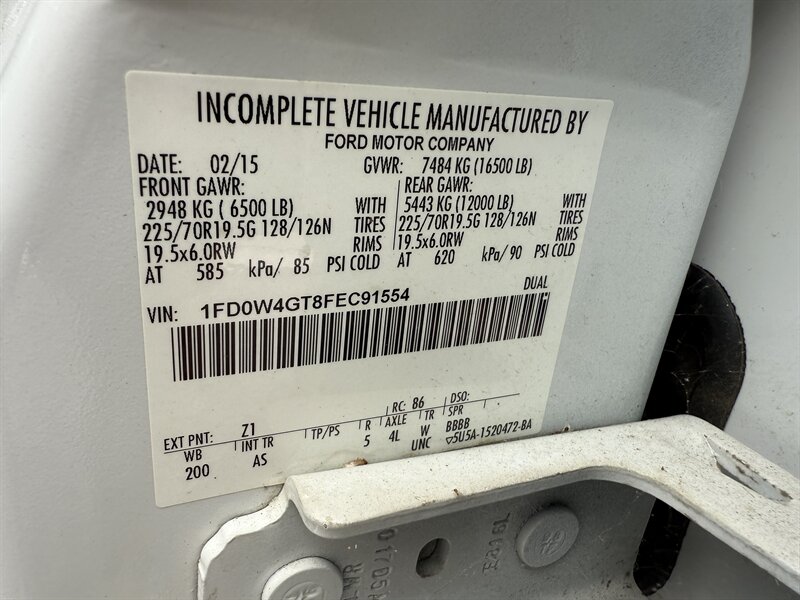 INCOMPLETE VEHICLE MANUFACTURED BY
FORD MOTOR COMPANY
DATE: 02/15 GVWR: 7484 KG (16500 LB)
FRONT GAWR: REAR GAWR:
2948 KG ( 6500 LB) WITH 5443 KG (12000 LB) WITH
225/70R19.5G 128/126N TIRES 225/70R19.5G 128/126N TIRES
19.5x6.0RW RIMS 19.5x6.0RW RIMS
AT 585 kPa/ 85 PSI COLD AT 620 kPa/ 90 PSI COLD
DUAL
VIN: 1FD0W4GT8FEC91554
EXT PNT: Z1 RC: 86 DSO:
WB INT TR TP/PS R AXLE TR SPR
200 AS 5 4L W BBBB
UNC ▽5U5A-1520472-BA